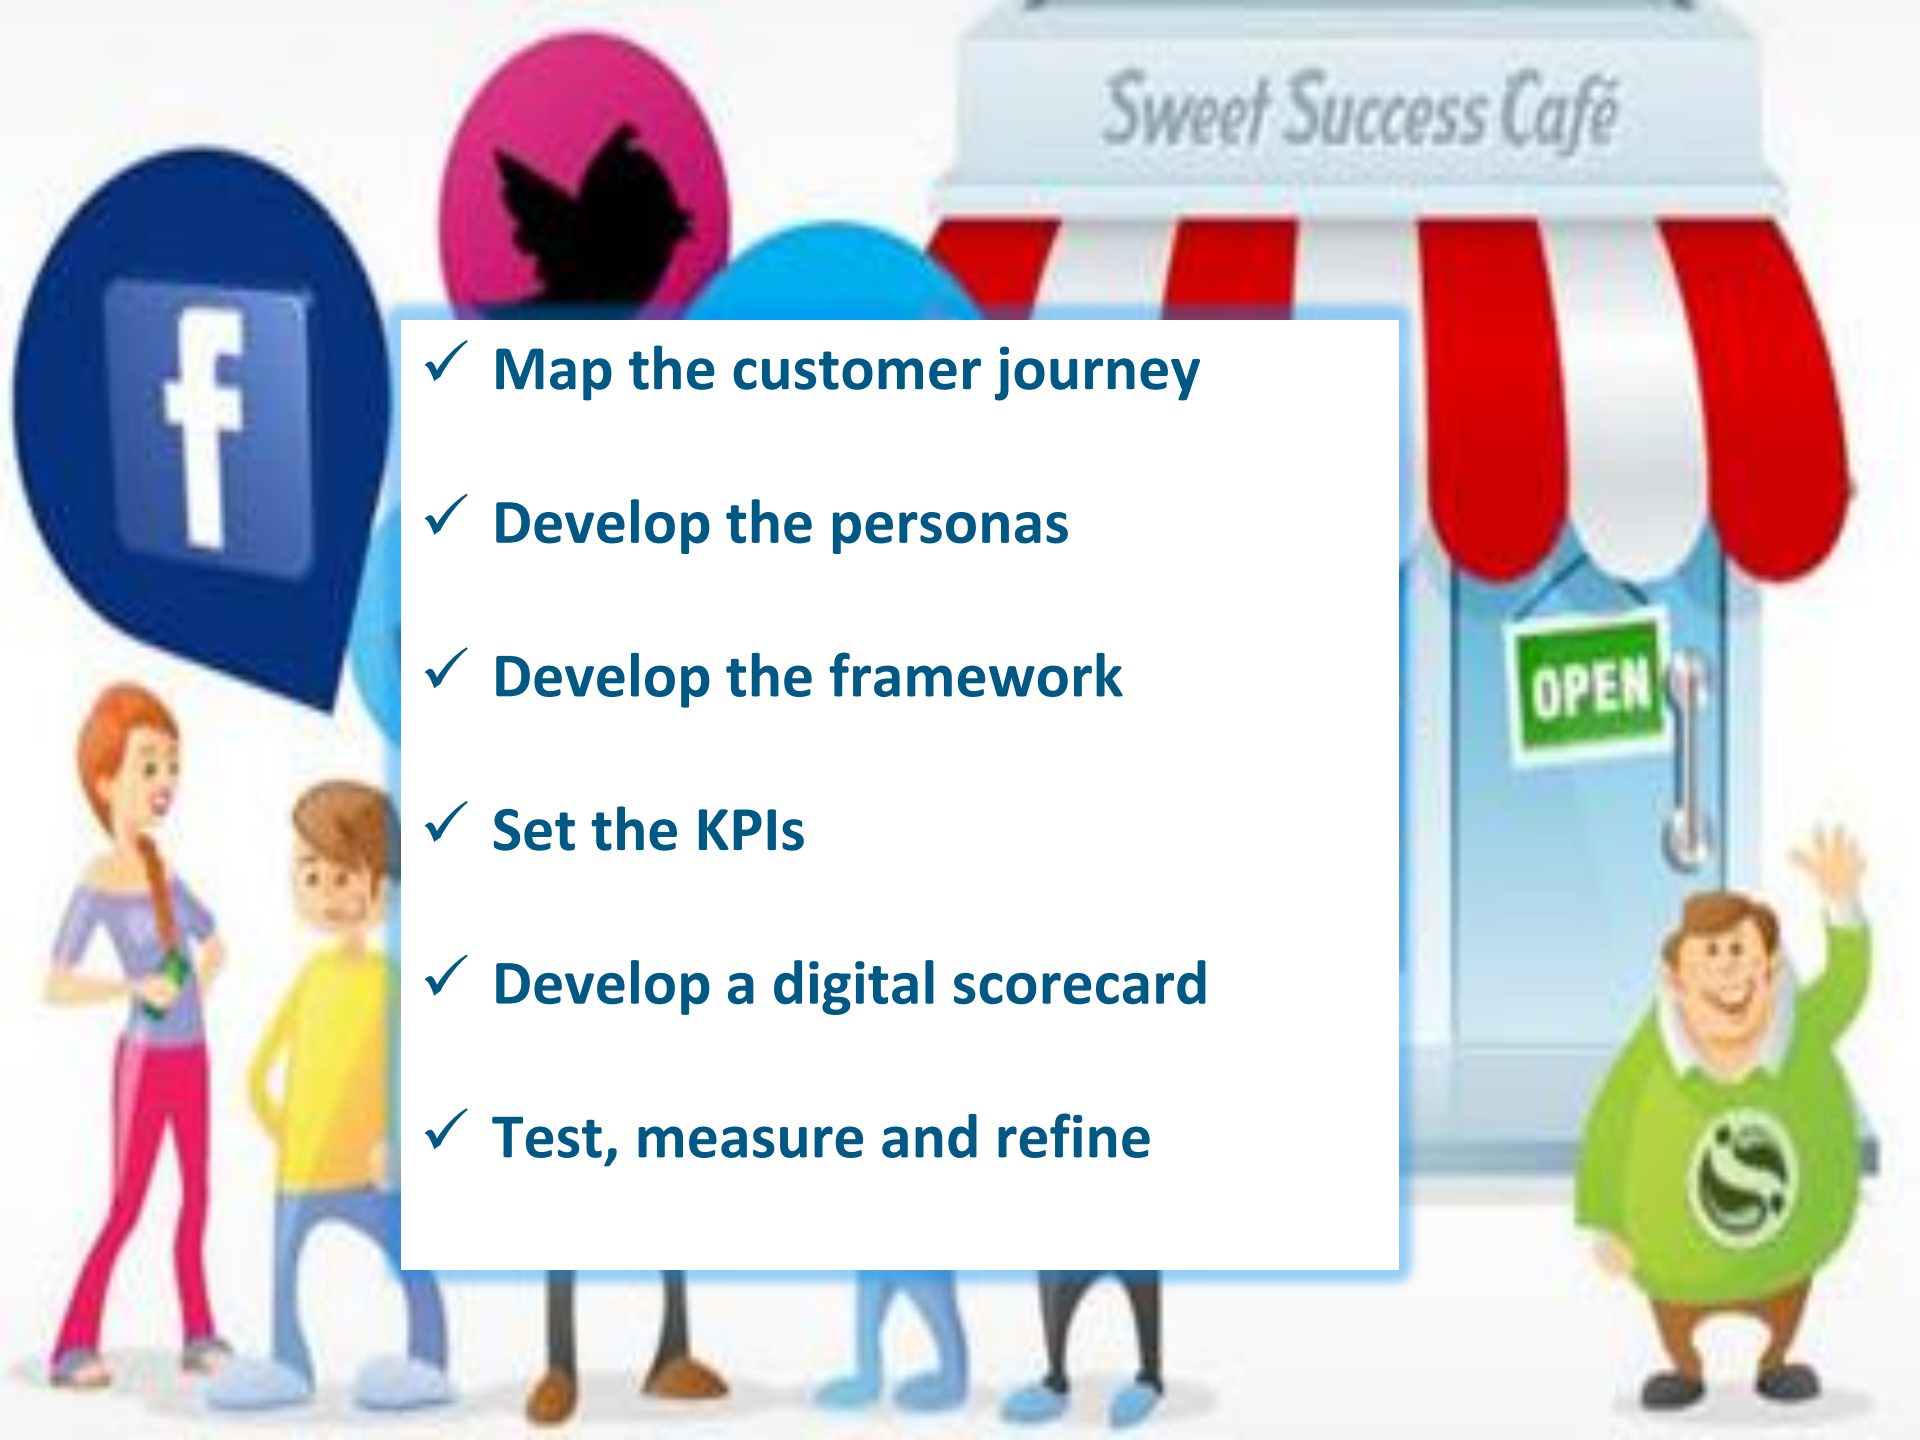 Sweet Success Café
f
✓ Map the customer journey
✓ Develop the personas
✓ Develop the framework
OPEN
✓ Set the KPIs
✓ Develop a digital scorecard
✓ Test, measure and refine